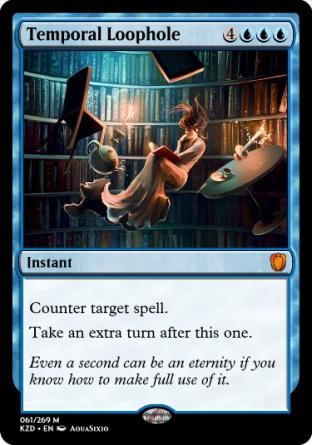 Temporal Loophole 4
Instant
Counter target spell.
Take an extra turn after this one.
Even a second can be an eternity if you
know how to make full use of it.
061/269 M
KZD • EN AquaSixio